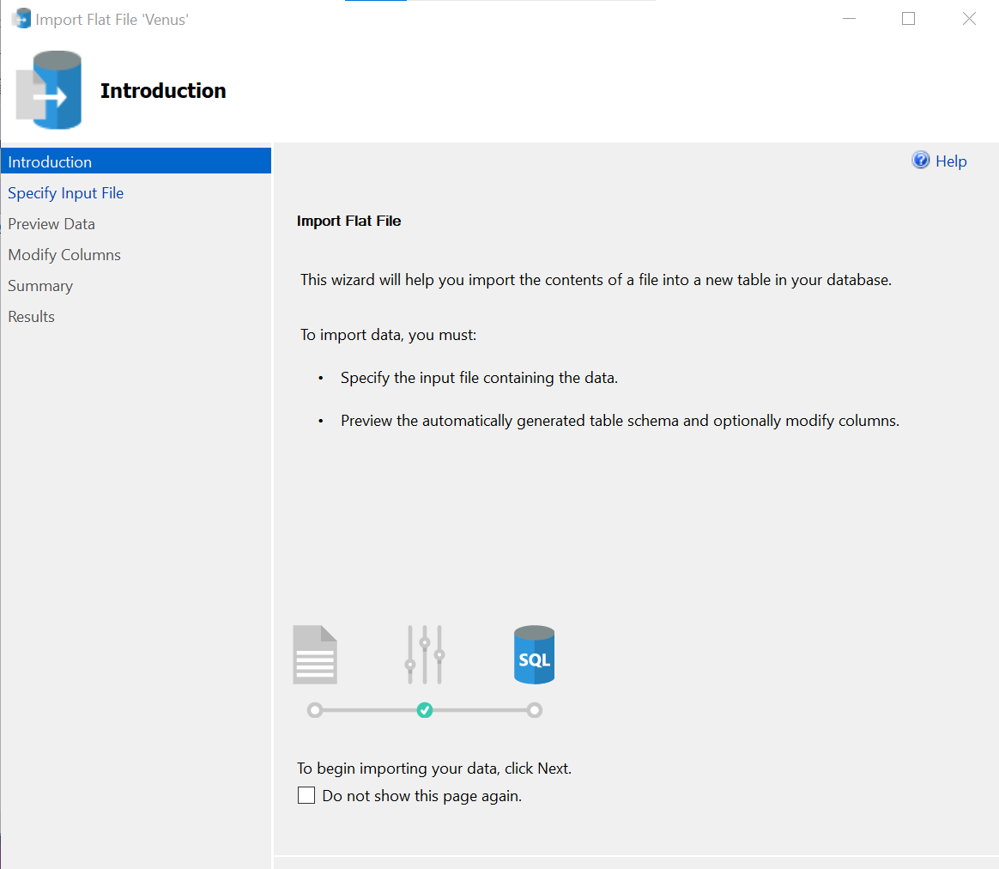 Import Flat File 'Venus'
Introduction
Introduction
Specify Input File
Preview Data
Modify Columns
Summary
Results
Help
Import Flat File
This wizard will help you import the contents of a file into a new table in your database.
To import data, you must:
• Specify the input file containing the data.
• Preview the automatically generated table schema and optionally modify columns.
SQL
To begin importing your data, click Next.
Do not show this page again.